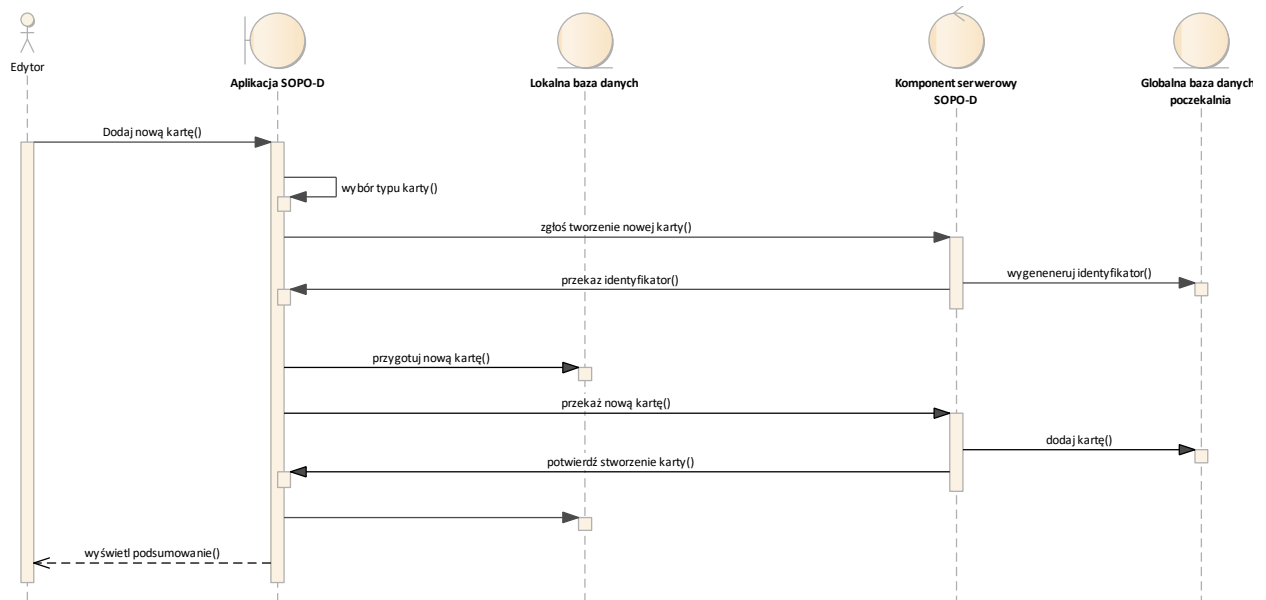 Edytor
Aplikacja SOPO-D
Lokalna baza danych
Komponent serwerowy
SOPO-D
Globalna baza danych
poczekalnia
Dodaj nową kartę()
wybór typu karty()
zgłoś tworzenie nowej karty()
wygeneneruj identyfikator()
przekaz identyfikator()
przygotuj nową kartę()
przekaż nową kartę()
dodaj kartę()
potwierdź stworzenie karty()
wyświetl podsumowanie()